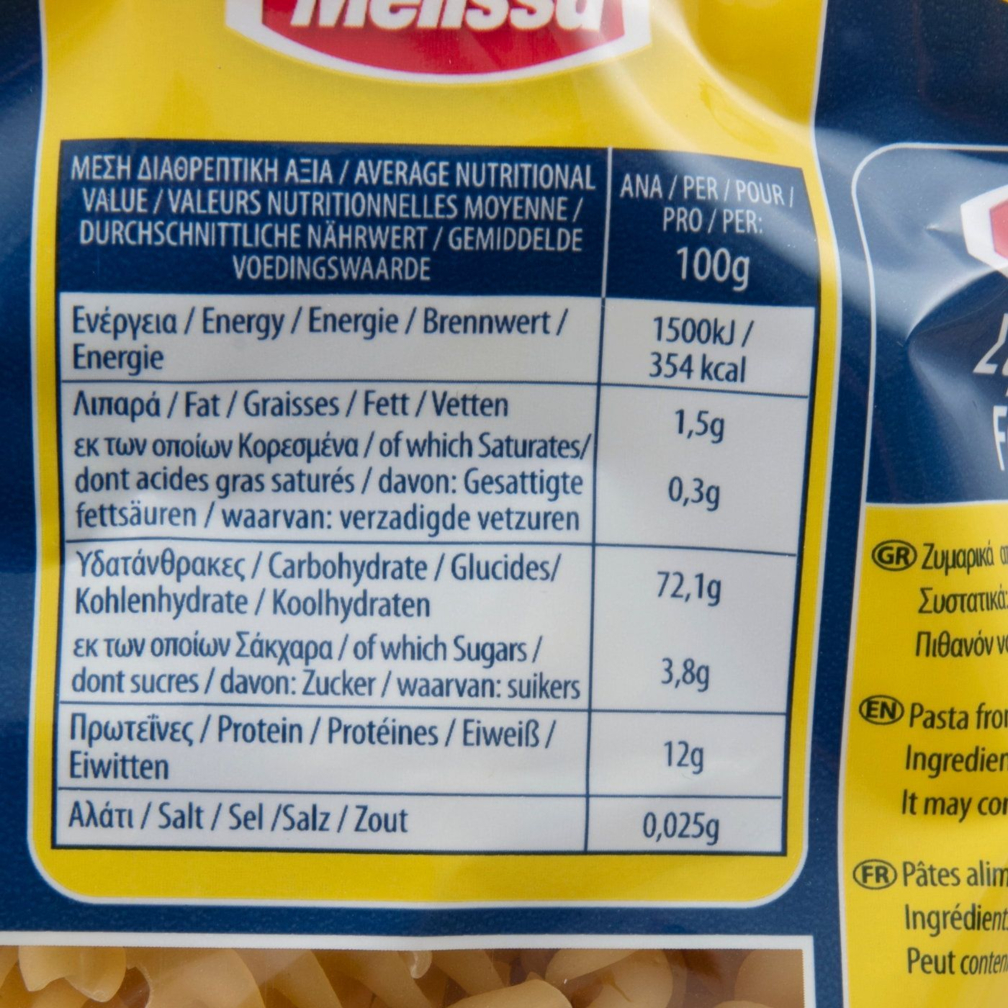 Melissa
ΜΕΣΗ ΔΙΑΘΡΕΠΤΙΚΗ ΑΞΙΑ / AVERAGE NUTRITIONAL
VALUE / VALEURS NUTRITIONNELLES MOYENNE /
DURCHSCHNITTLICHE NÄHRWERT / GEMIDDELDE
VOEDINGSWAARDE
ΑΝΑ / PER / POUR /
PRO / PER:
100g
Ενέργεια / Energy / Energie / Brennwert /
Energie
1500kJ /
354 kcal
Λιπαρά / Fat / Graisses / Fett / Vetten
1,5g
εκ των οποίων Κορεσμένα / of which Saturates/
dont acides gras saturés / davon: Gesattigte
fettsäuren / waarvan: verzadigde vetzuren
0,3g
Υδατάνθρακες / Carbohydrate / Glucides/
Kohlenhydrate / Koolhydraten
72,1g
εκ των οποίων Σάκχαρα / of which Sugars /
dont sucres / davon: Zucker / waarvan: suikers
3,8g
Πρωτεΐνες / Protein / Protéines / Eiweiß /
Eiwitten
12g
Αλάτι / Salt / Sel /Salz / Zout
0,025g
GR Ζυμαρικά
Συστατικά:
Πιθανόν
EN Pasta
It may
FR Pâtes
Peut